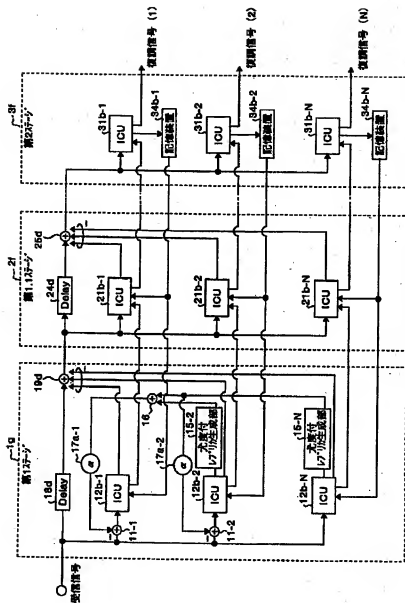 復調信号 (1)
復調信号 (2)
復調信号 (N)
3f
第2ステージ
31b-1
ICU
34b-1
記憶装置
31b-2
ICU
34b-2
記憶装置
31b-N
ICU
34b-N
記憶装置
2f
第1.1ステージ
25d
24d
Delay
21b-1
ICU
21b-2
ICU
21b-N
ICU
1g
第1ステージ
19d
18d
Delay
17a-1
α
16
17a-2
α
15-2
尤度付
レプリカ生成部
15-N
尤度付
レプリカ生成部
12b-1
ICU
12b-2
ICU
12b-N
ICU
11-1
11-2
受信信号